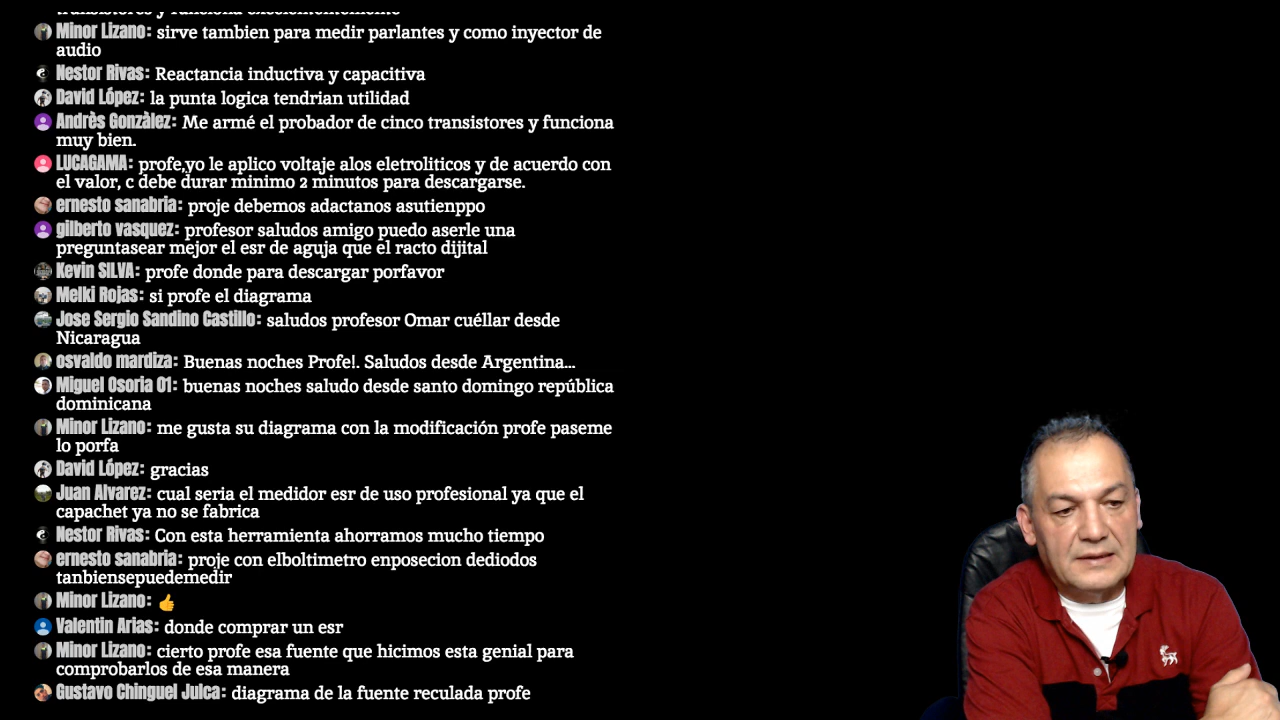 Minor Lizano: sirve tambien para medir parlantes y como inyector de
audio
Nestor Rivas: Reactancia inductiva y capacitiva
David López: la punta logica tendrian utilidad
Andrès Gonzàlez: Me armé el probador de cinco transistores y funciona
muy bien.
LUCAGAMA: profe,yo le aplico voltaje alos eletroliticos y de acuerdo con
el valor, c debe durar minimo 2 minutos para descargarse.
ernesto sanabria: proje debemos adactanos asutienppo
gilberto vasquez: profesor saludos amigo puedo aserle una
preguntasear mejor el esr de aguja que el racto dijital
Kevin SILVA: profe donde para descargar porfavor
Melki Rojas: si profe el diagrama
Jose Sergio Sandino Castillo: saludos profesor Omar cuéllar desde
Nicaragua
osvaldo mardiza: Buenas noches Profe!. Saludos desde Argentina...
Miguel Osoria 01: buenas noches saludo desde santo domingo república
dominicana
Minor Lizano: me gusta su diagrama con la modificación profe paseme
lo porfa
David López: gracias
Juan Alvarez: cual seria el medidor esr de uso profesional ya que el
capachet ya no se fabrica
Nestor Rivas: Con esta herramienta ahorramos mucho tiempo
ernesto sanabria: proje con elboltimetro enposecion dediodos
tanbiensepuedemedir
Minor Lizano: 👍
Valentin Arias: donde comprar un esr
Minor Lizano: cierto profe esa fuente que hicimos esta genial para
comprobarlos de esa manera
Gustavo Chinguel Julca: diagrama de la fuente reculada profe